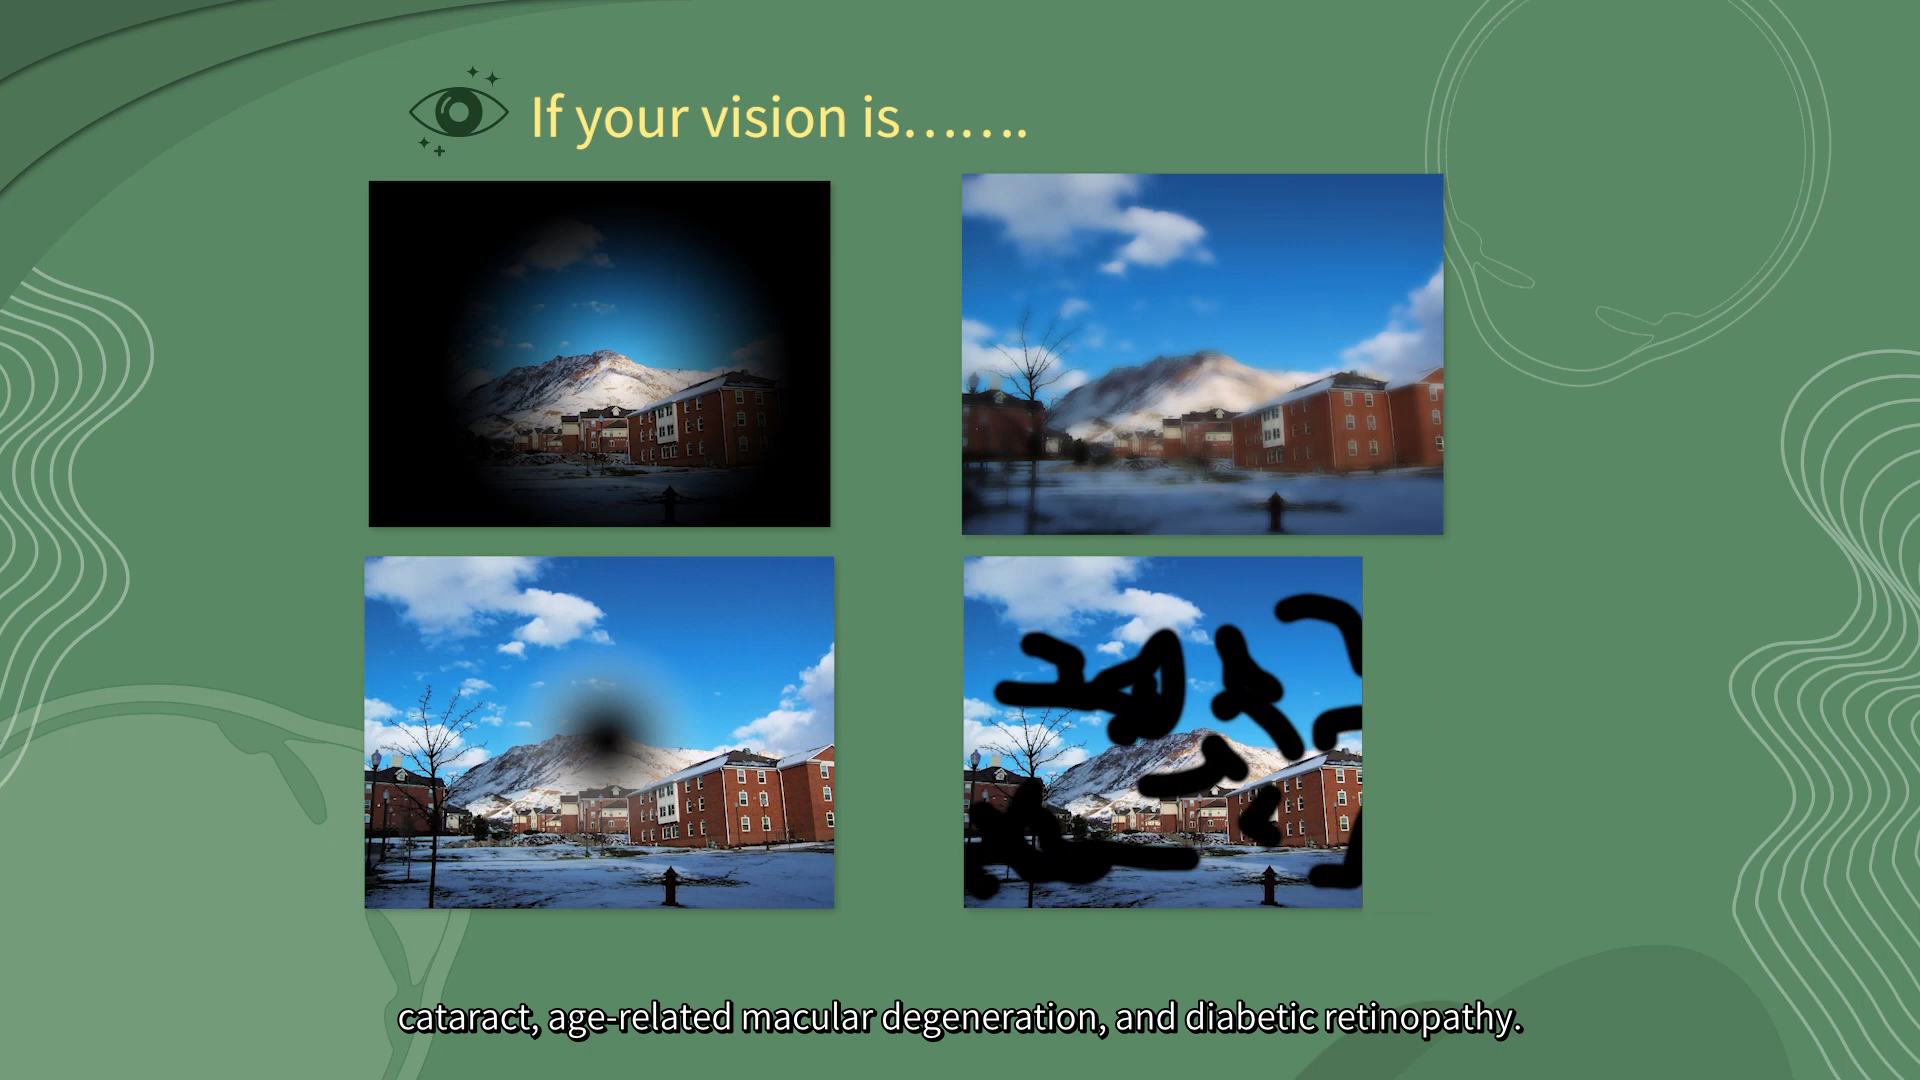 If your vision is.......
cataract, age-related macular degeneration, and diabetic retinopathy.